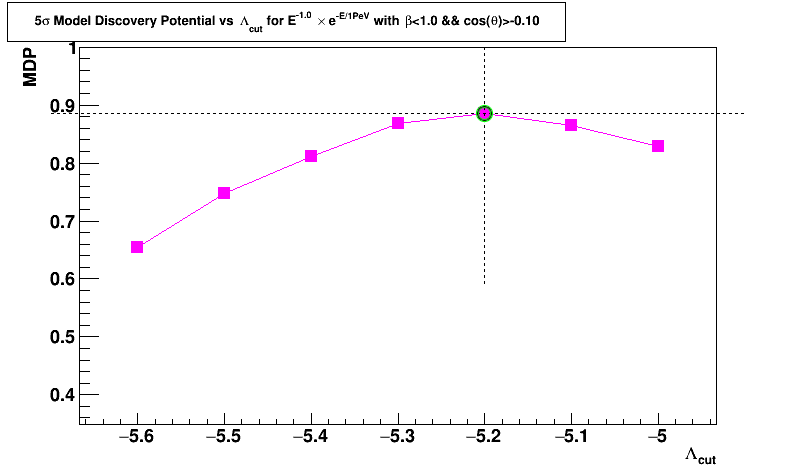 5σ Model Discovery Potential vs Λcut for E^-1.0 × e^-E/1PeV with β<1.0 && cos(θ)>-0.10
MDP
1
0.9
0.8
0.7
0.6
0.5
0.4
−5.6 −5.5 −5.4 −5.3 −5.2 −5.1 −5
Λcut